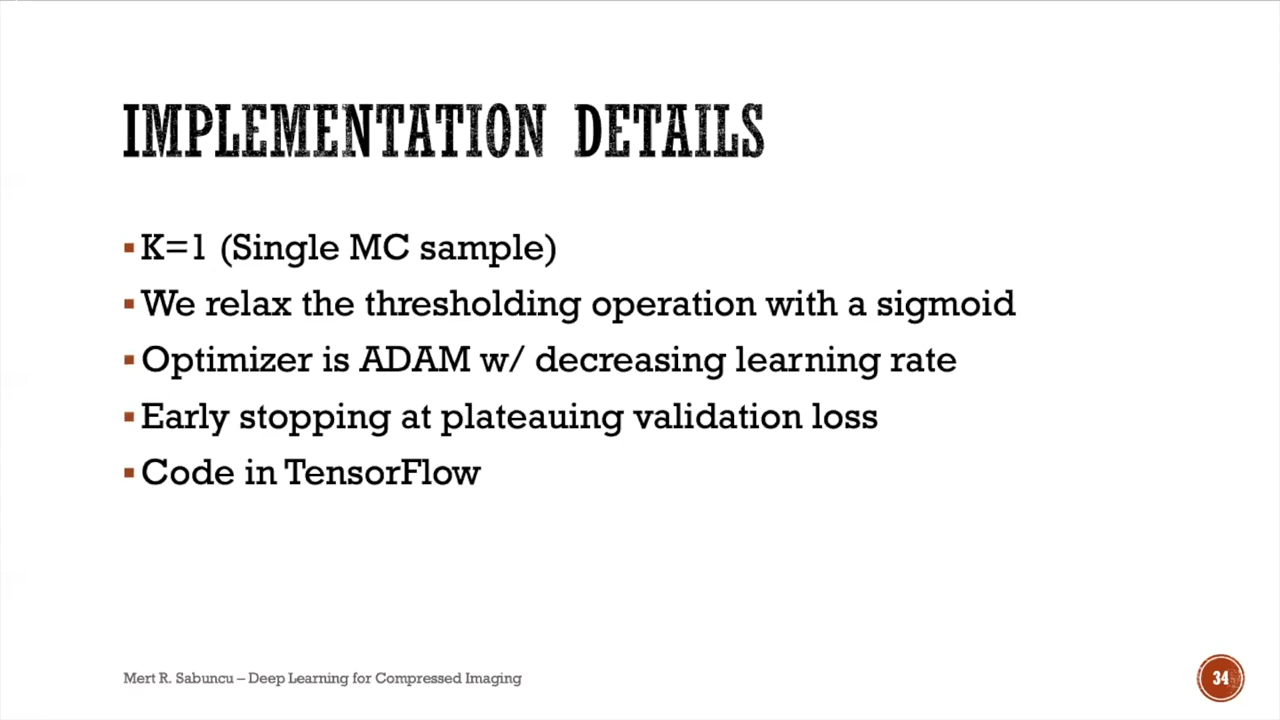 IMPLEMENTATION DETAILS
▪ K=1 (Single MC sample)
▪ We relax the thresholding operation with a sigmoid
▪ Optimizer is ADAM w/ decreasing learning rate
▪ Early stopping at plateauing validation loss
▪ Code in TensorFlow
Mert R. Sabuncu – Deep Learning for Compressed Imaging
34